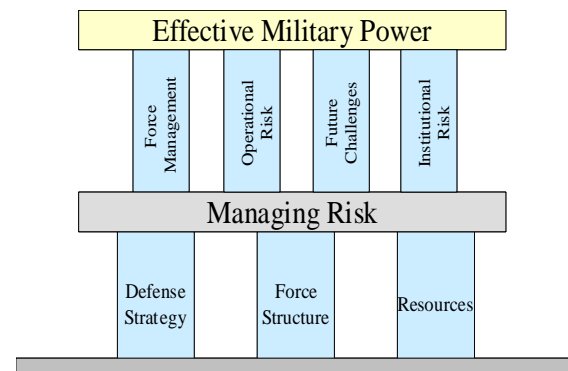 Effective Military Power
Force
Management
Operational
Risk
Future
Challenges
Institutional
Risk
Managing Risk
Defense
Strategy
Force
Structure
Resources